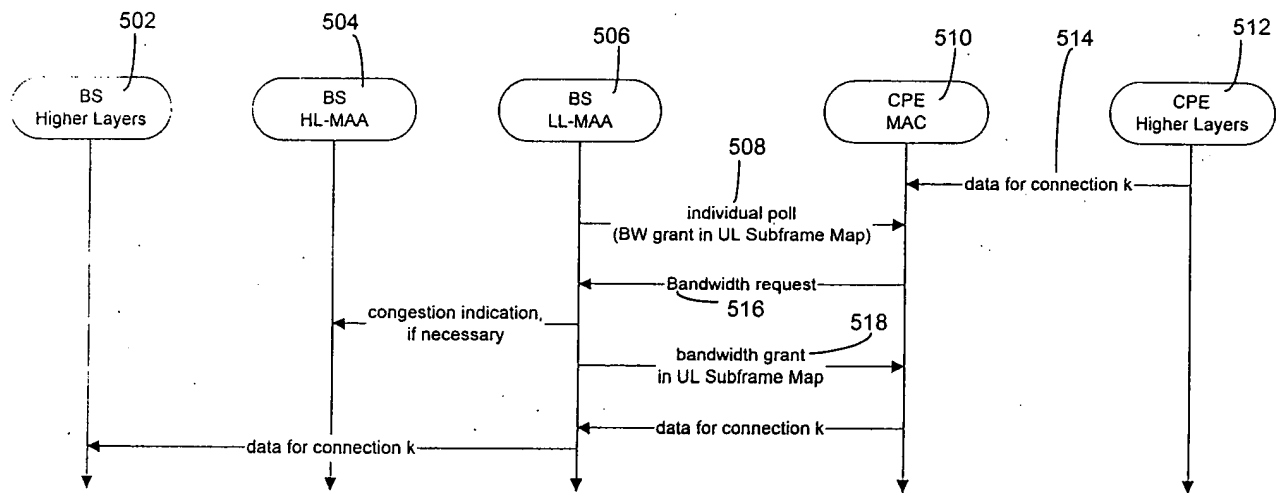 502
504
506
510
514
512
BS
Higher Layers
BS
HL-MAA
BS
LL-MAA
CPE
MAC
CPE
Higher Layers
508
data for connection k
individual poll
(BW grant in UL Subframe Map)
Bandwidth request
516
congestion indication,
if necessary
518
bandwidth grant
in UL Subframe Map
data for connection k
data for connection k